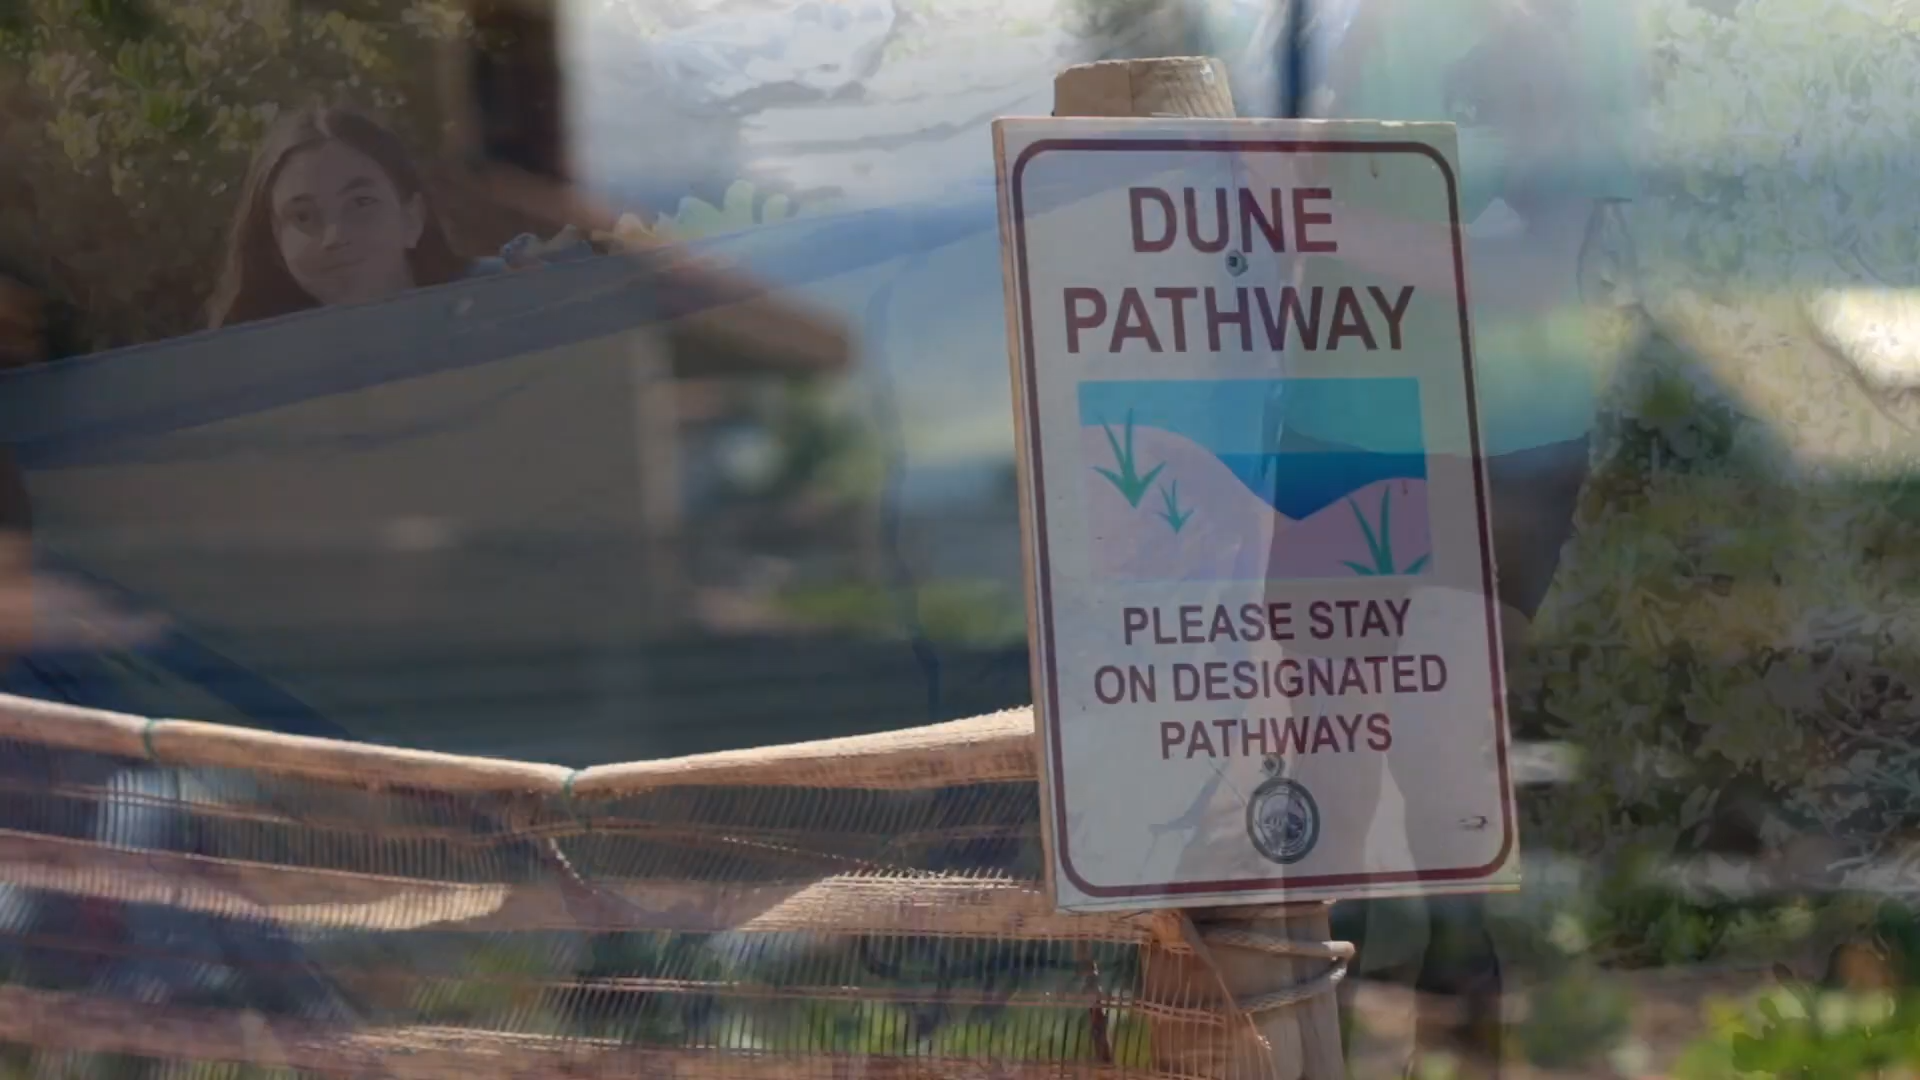 DUNE
PATHWAY
PLEASE STAY
ON DESIGNATED
PATHWAYS